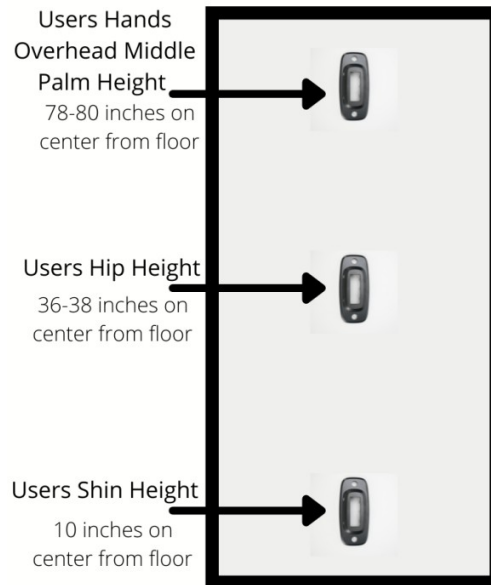 Users Hands
Overhead Middle
Palm Height
78-80 inches on
center from floor
Users Hip Height
36-38 inches on
center from floor
Users Shin Height
10 inches on
center from floor